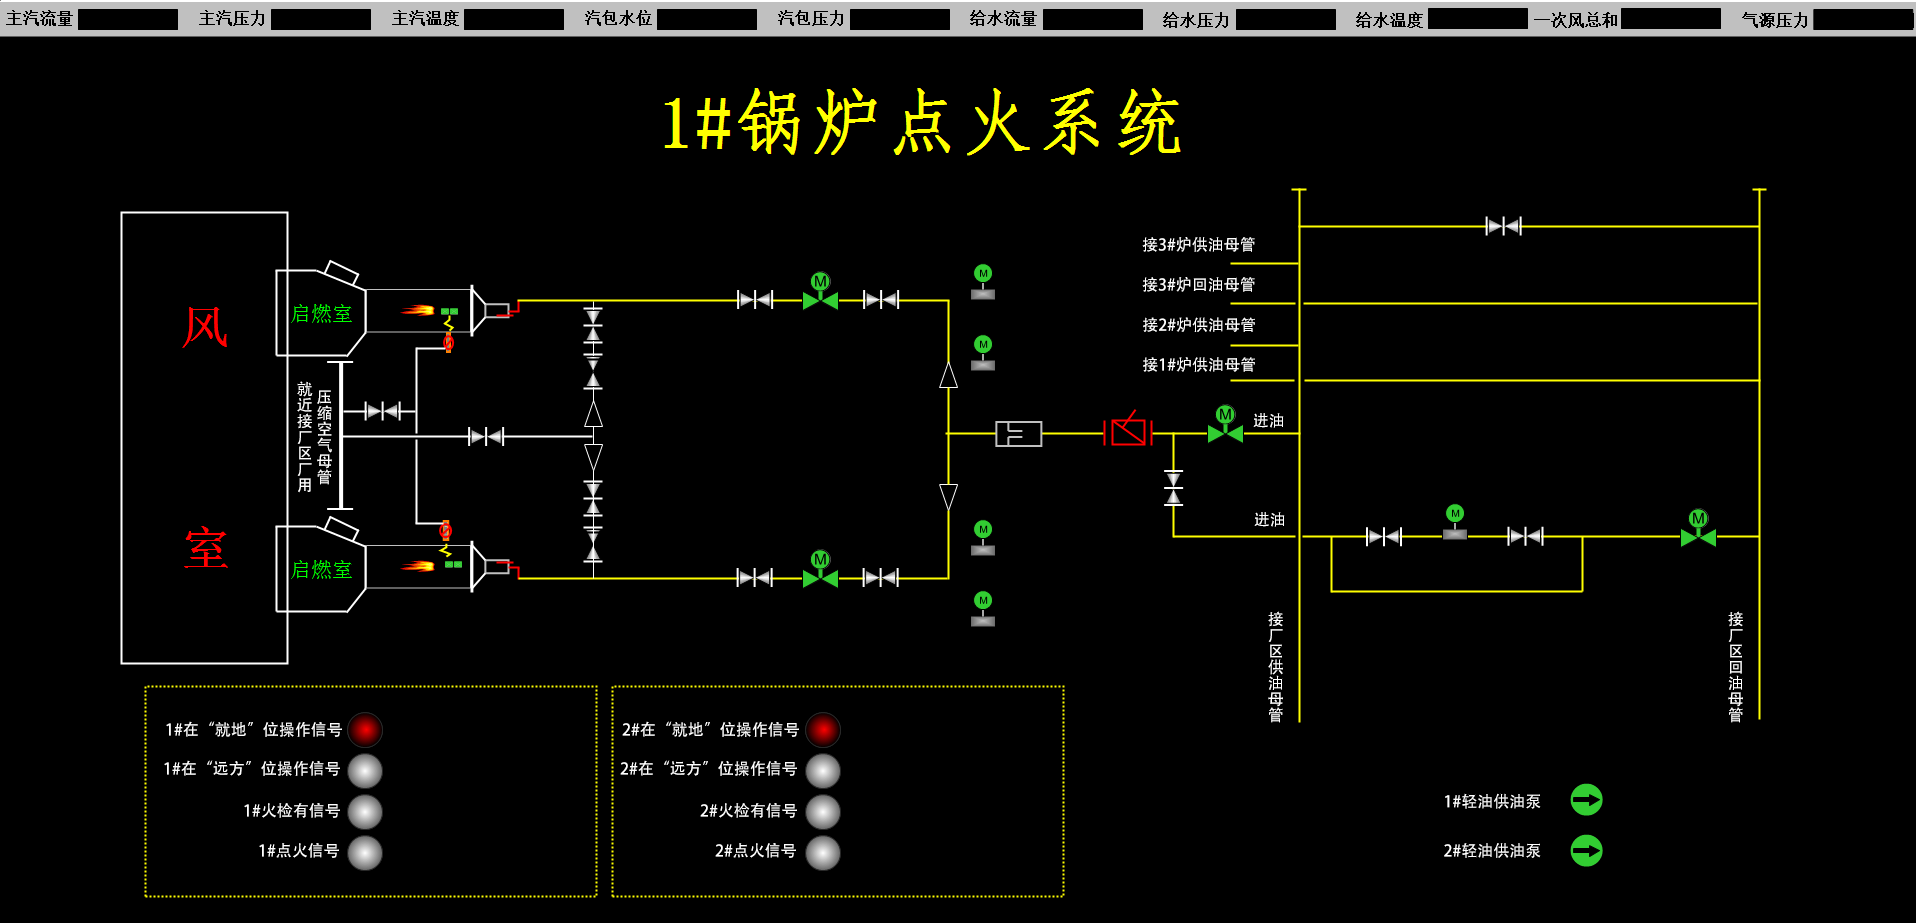 主汽流量 主汽压力 主汽温度 汽包水位 汽包压力 给水流量 给水压力 给水温度 一次风总和 气源压力
1#锅炉点火系统
接3#炉供油母管
接3#炉回油母管
接2#炉供油母管
接1#炉供油母管
风
室
启燃室
启燃室
就近接厂区厂用
压缩空气母管
M
M
M
M
M
M
M
进油
进油
M
M
接厂区供油母管
接厂区回油母管
1#在“就地”位操作信号
1#在“远方”位操作信号
1#火检有信号
1#点火信号
2#在“就地”位操作信号
2#在“远方”位操作信号
2#火检有信号
2#点火信号
1#轻油供油泵
2#轻油供油泵